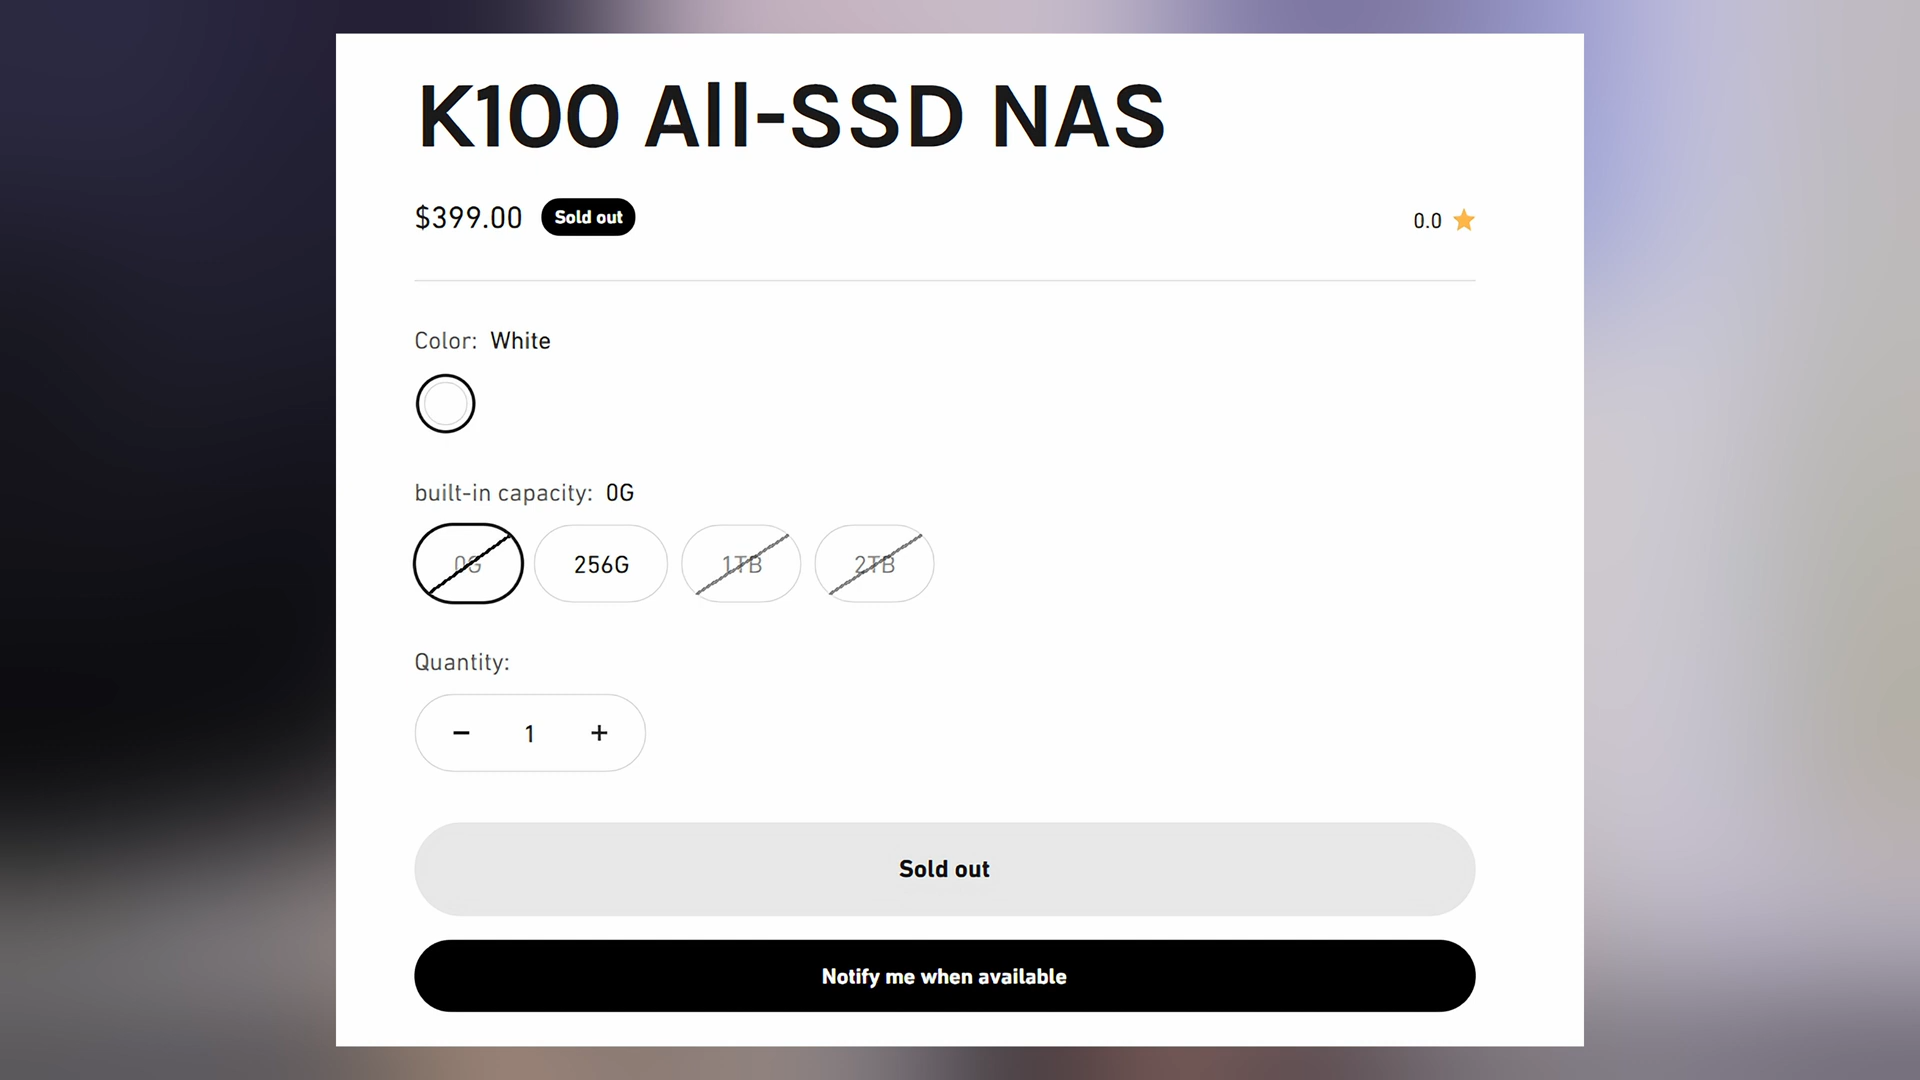 K100 All-SSD NAS
$399.00 Sold out 0.0
Color: White
built-in capacity: 0G
0G 256G 1TB 2TB
Quantity:
− 1 +
Sold out
Notify me when available